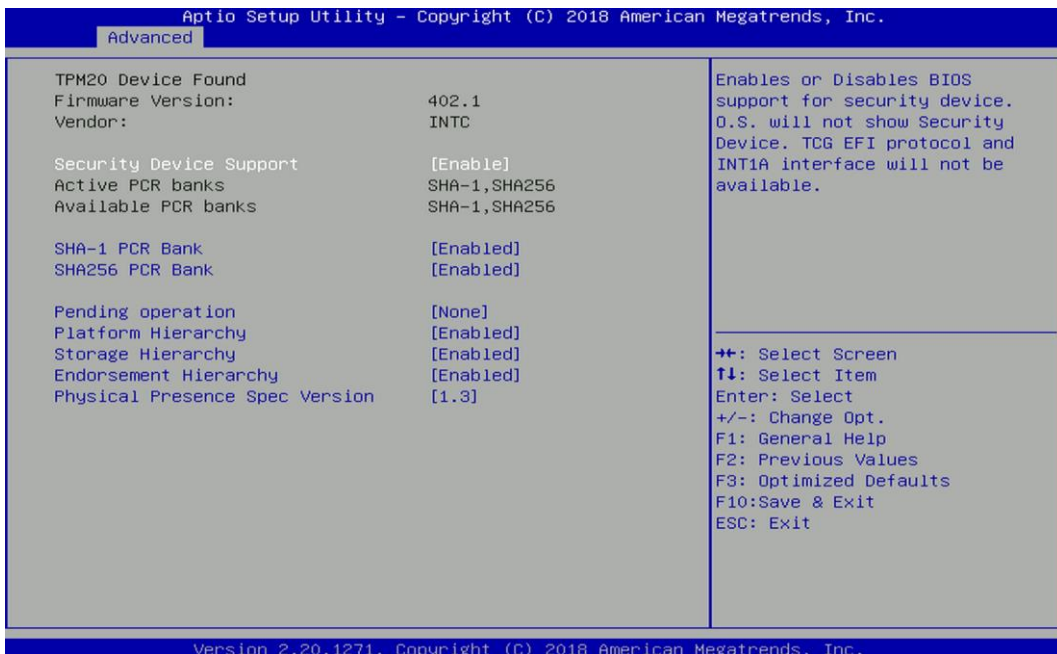 Aptio Setup Utility – Copyright (C) 2018 American Megatrends, Inc.
Advanced
TPM20 Device Found
Firmware Version: 402.1
Vendor: INTC
Security Device Support [Enable]
Active PCR banks SHA-1,SHA256
Available PCR banks SHA-1,SHA256
SHA-1 PCR Bank [Enabled]
SHA256 PCR Bank [Enabled]
Pending operation [None]
Platform Hierarchy [Enabled]
Storage Hierarchy [Enabled]
Endorsement Hierarchy [Enabled]
Physical Presence Spec Version [1.3]
Enables or Disables BIOS
support for security device.
O.S. will not show Security
Device. TCG EFI protocol and
INT1A interface will not be
available.
→←: Select Screen
↑↓: Select Item
Enter: Select
+/-: Change Opt.
F1: General Help
F2: Previous Values
F3: Optimized Defaults
F10:Save & Exit
ESC: Exit
Version 2.20.1271. Copyright (C) 2018 American Megatrends, Inc.